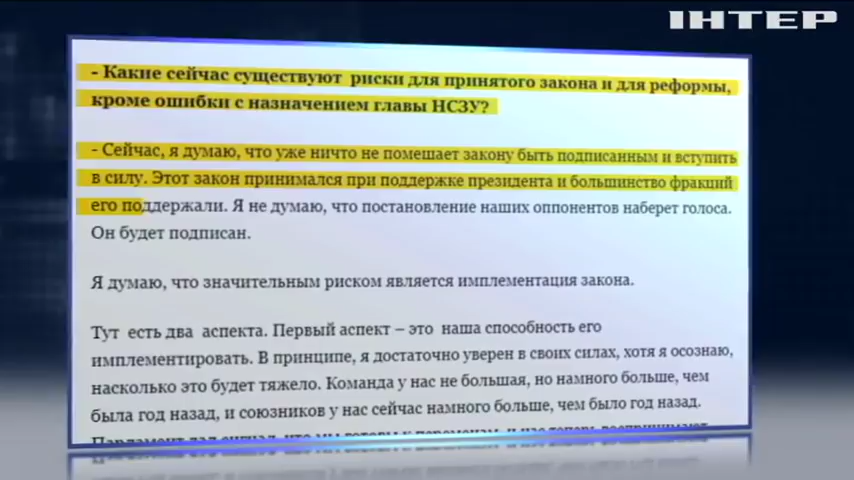 ІНТЕР
- Какие сейчас существуют риски для принятого закона и для реформы,
кроме ошибки с назначением главы НСЗУ?
- Сейчас, я думаю, что уже ничто не помешает закону быть подписанным и вступить
в силу. Этот закон принимался при поддержке президента и большинство фракций
его поддержали. Я не думаю, что постановление наших оппонентов наберет голоса.
Он будет подписан.
Я думаю, что значительным риском является имплементация закона.
Тут есть два аспекта. Первый аспект – это наша способность его
имплементировать. В принципе, я достаточно уверен в своих силах, хотя я осознаю,
насколько это будет тяжело. Команда у нас не большая, но намного больше, чем
была год назад, и союзников у нас сейчас намного больше, чем было год назад.